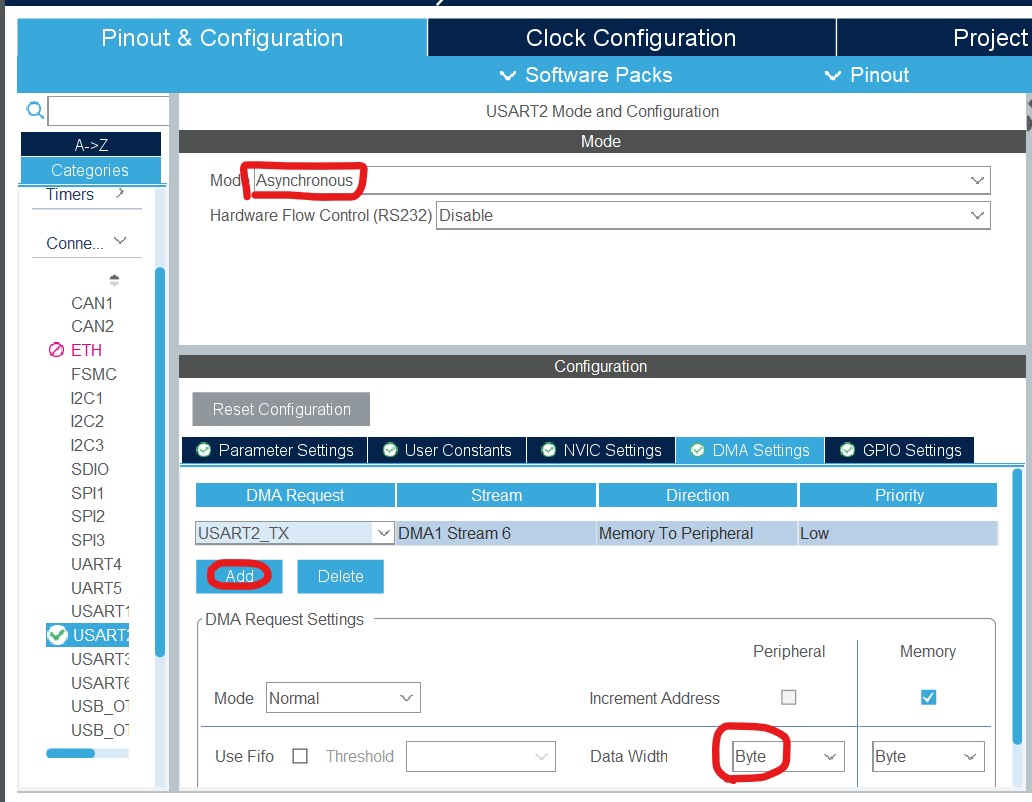 Pinout & Configuration
Clock Configuration
Project
Software Packs
Pinout
USART2 Mode and Configuration
A->Z
Categories
Timers
Conne...
CAN1
CAN2
ETH
FSMC
I2C1
I2C2
I2C3
SDIO
SPI1
SPI2
SPI3
UART4
UART5
USART1
USART2
USART3
USART6
USB_OT
USB_OT
Mode
Mode Asynchronous
Hardware Flow Control (RS232) Disable
Configuration
Reset Configuration
Parameter Settings
User Constants
NVIC Settings
DMA Settings
GPIO Settings
DMA Request
Stream
Direction
Priority
USART2_TX
DMA1 Stream 6
Memory To Peripheral
Low
Add
Delete
DMA Request Settings
Peripheral
Memory
Mode Normal
Increment Address
Use Fifo
Threshold
Data Width
Byte
Byte